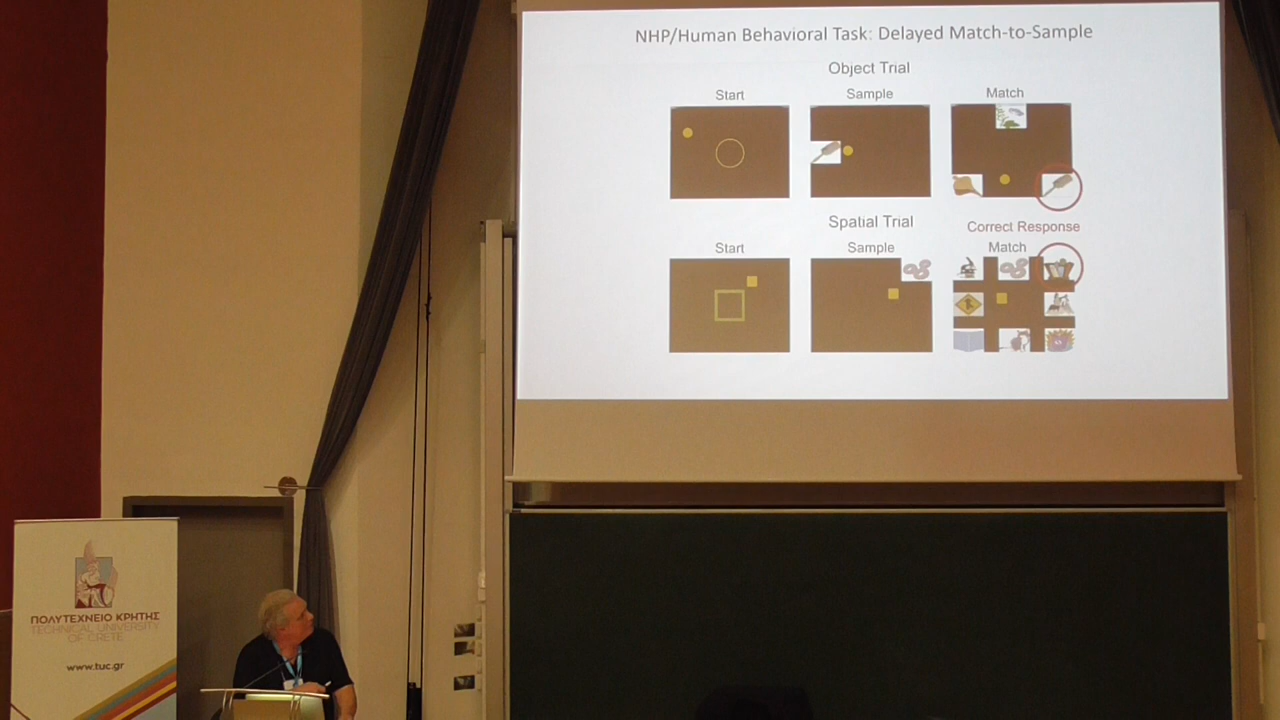 NHP/Human Behavioral Task: Delayed Match-to-Sample
Object Trial
Start
Sample
Match
Spatial Trial
Correct Response
Start
Sample
Match
ΠΟΛΥΤΕΧΝΕΙΟ ΚΡΗΤΗΣ
TECHNICAL UNIVERSITY
OF CRETE
www.tuc.gr